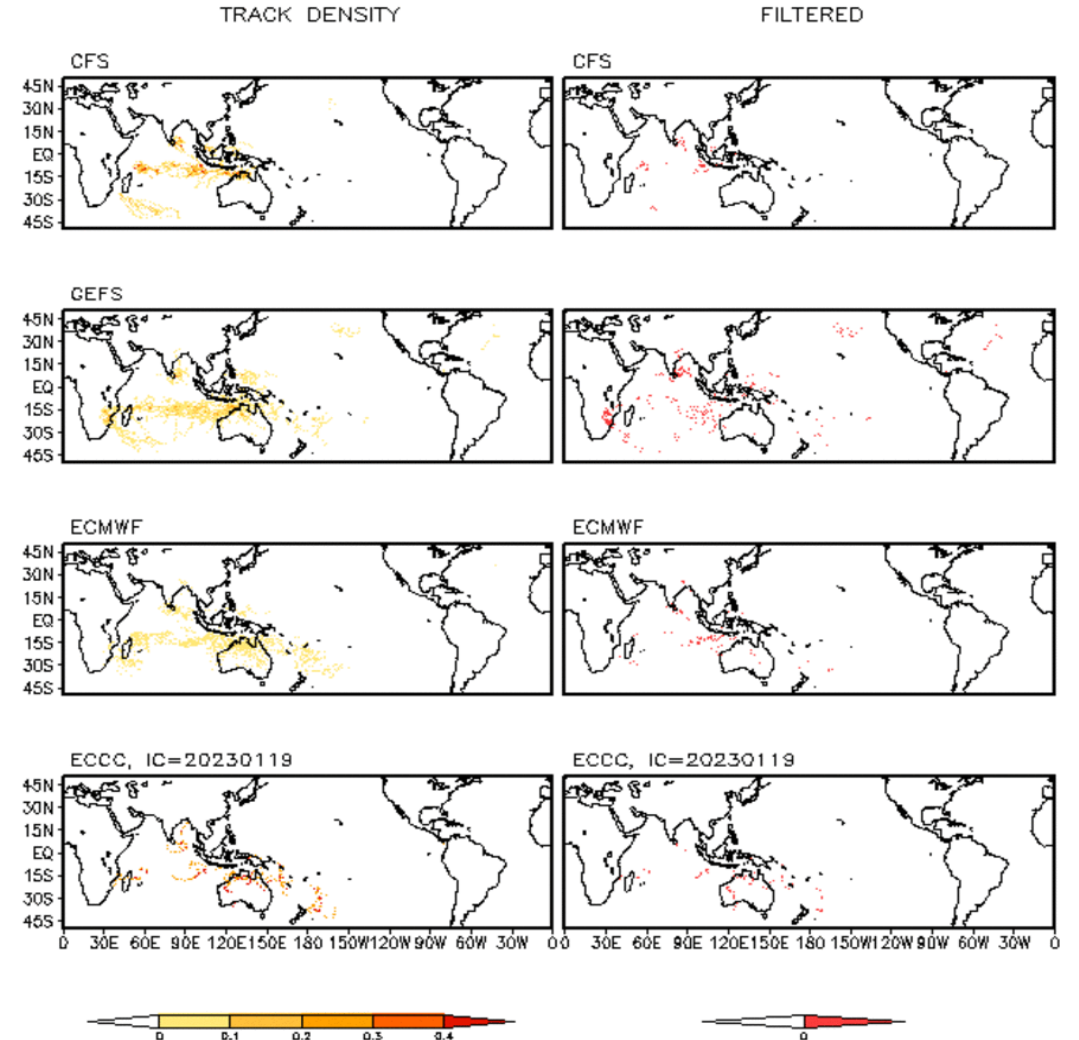 TRACK DENSITY FILTERED
CFS CFS
45N
30N
15N
EQ
15S
30S
45S
GEFS GEFS
45N
30N
15N
EQ
15S
30S
45S
ECMWF ECMWF
45N
30N
15N
EQ
15S
30S
45S
ECCC, IC=20230119 ECCC, IC=20230119
45N
30N
15N
EQ
15S
30S
45S
0 30E 60E 90E 120E 150E 180 150W 120W 90W 60W 30W 0 0 30E 60E 90E 120E 150E 180 150W 120W 90W 60W 30W 0
0 0.1 0.2 0.3 0.4 0